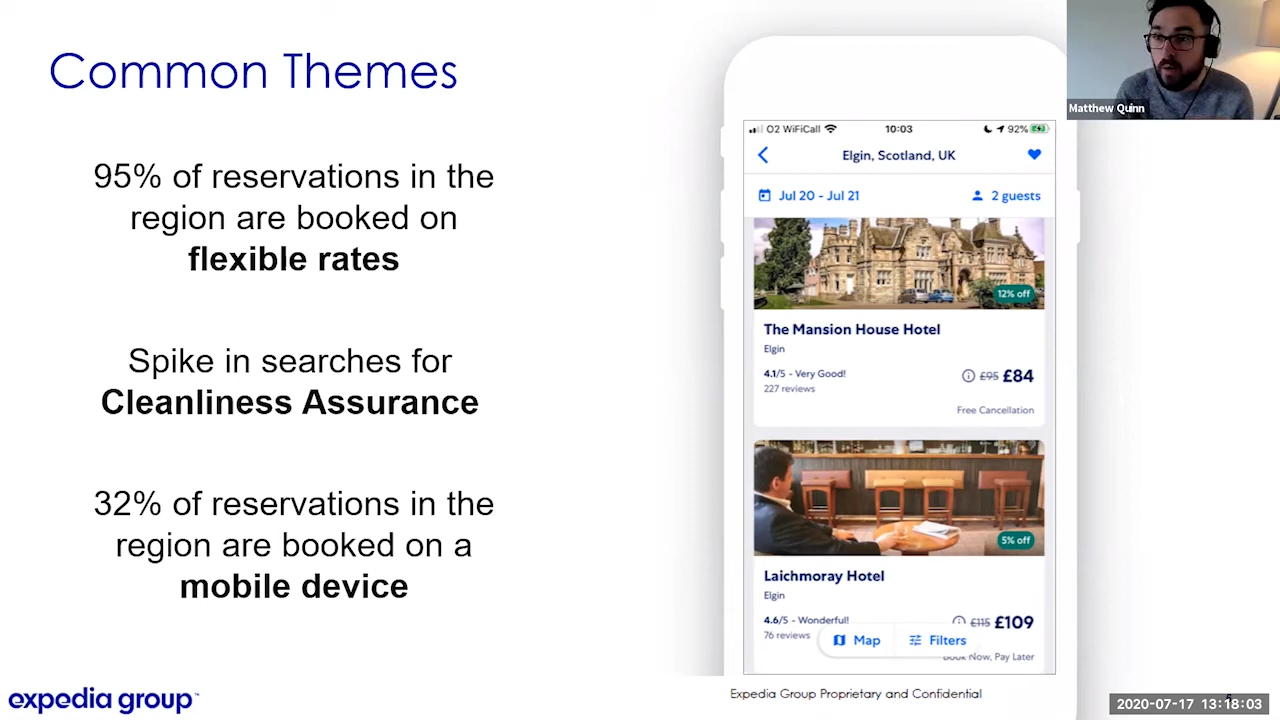 Common Themes
95% of reservations in the
region are booked on
flexible rates
Spike in searches for
Cleanliness Assurance
32% of reservations in the
region are booked on a
mobile device
expedia group™
O2 WiFiCall
10:03
92%
Elgin, Scotland, UK
Jul 20 - Jul 21
2 guests
12% off
The Mansion House Hotel
Elgin
4.1/5 - Very Good!
227 reviews
£95 £84
Free Cancellation
5% off
Laichmoray Hotel
Elgin
4.6/5 - Wonderful!
76 reviews
£115 £109
Map
Filters
Book Now, Pay Later
Expedia Group Proprietary and Confidential
Matthew Quinn
2020-07-17 13:18:03